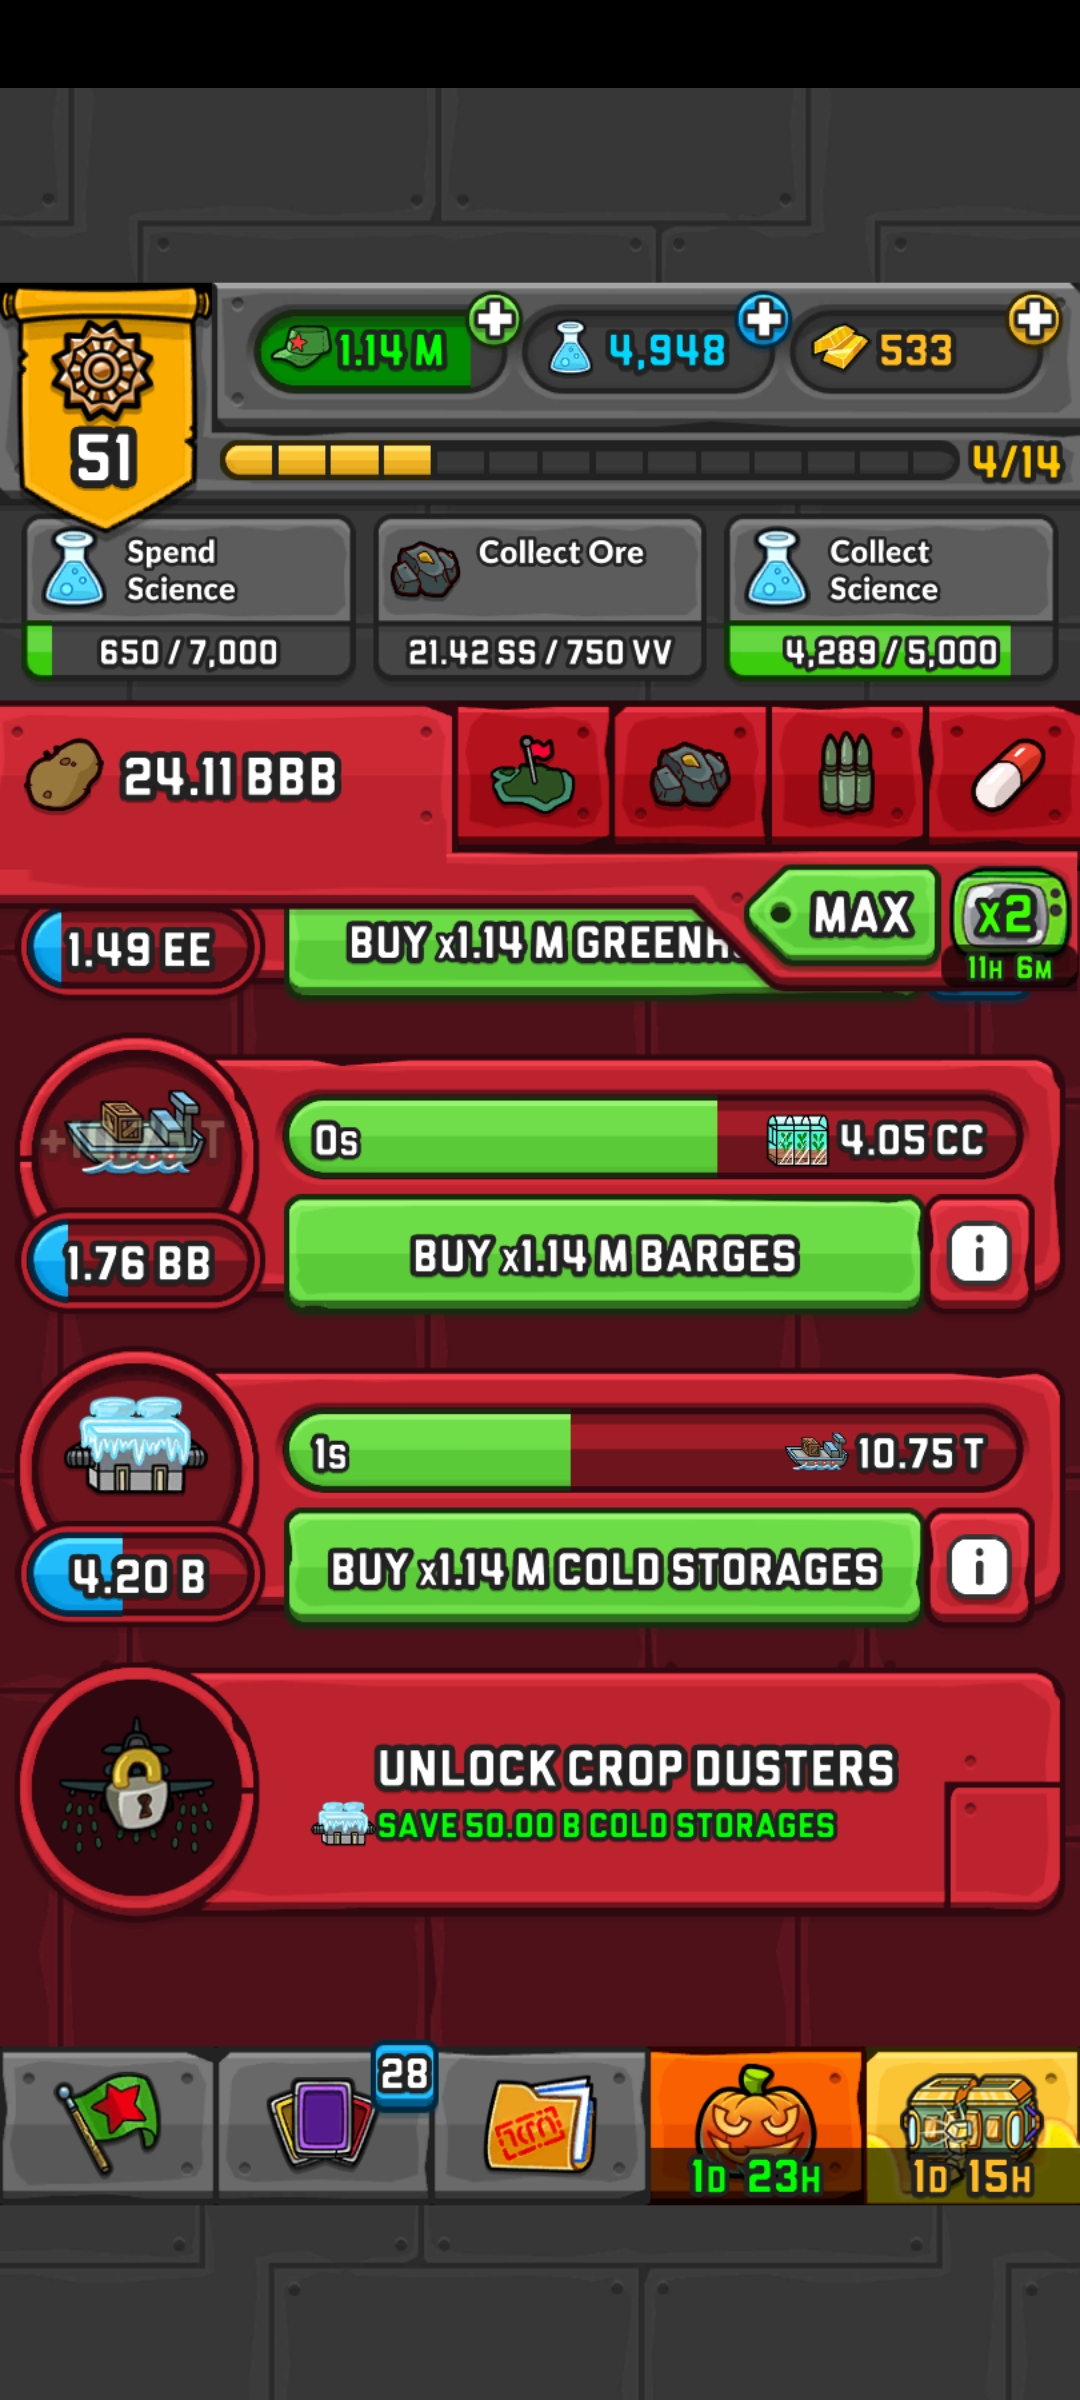 1.14 M
4,948
533
51
4/14
Spend
Science
650 / 7,000
Collect Ore
21.42 SS / 750 VV
Collect
Science
4,289 / 5,000
24.11 BBB
MAX
x2
11H 6M
1.49 EE
BUY x1.14 M GREENH
0s
4.05 CC
1.76 BB
BUY x1.14 M BARGES
i
1s
10.75 T
4.20 B
BUY x1.14 M COLD STORAGES
i
UNLOCK CROP DUSTERS
SAVE 50.00 B COLD STORAGES
28
1D 23H
1D 15H